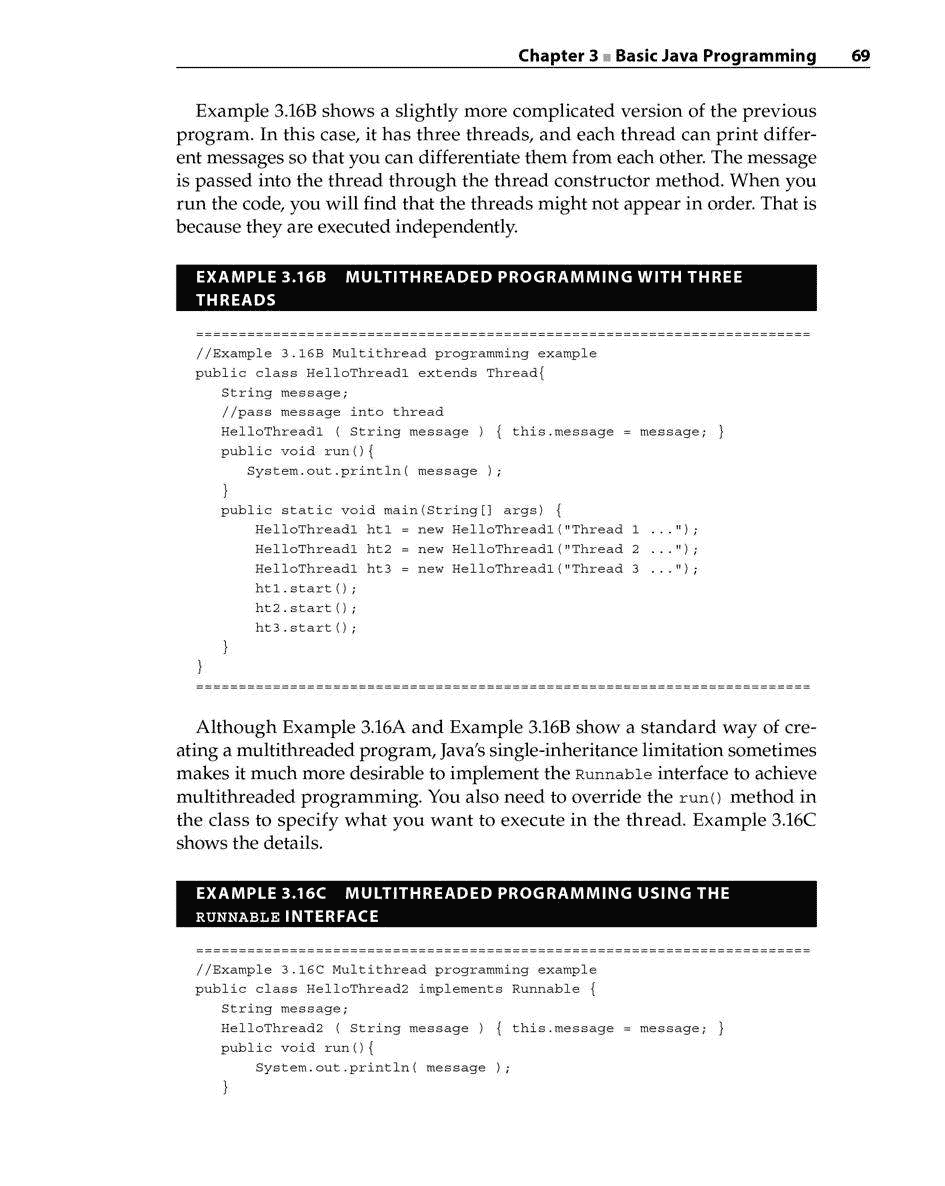 Chapter 3 ■ Basic Java Programming 69
Example 3.16B shows a slightly more complicated version of the previous
program. In this case, it has three threads, and each thread can print differ-
ent messages so that you can differentiate them from each other. The message
is passed into the thread through the thread constructor method. When you
run the code, you will find that the threads might not appear in order. That is
because they are executed independently.
EXAMPLE 3.16B MULTITHREADED PROGRAMMING WITH THREE
THREADS
========================================================================
//Example 3.16B Multithread programming example
public class HelloThread1 extends Thread{
   String message;
   //pass message into thread
   HelloThread1 ( String message ) { this.message = message; }
   public void run(){
      System.out.println( message );
   }
   public static void main(String[] args) {
       HelloThread1 ht1 = new HelloThread1("Thread 1 ...");
       HelloThread1 ht2 = new HelloThread1("Thread 2 ...");
       HelloThread1 ht3 = new HelloThread1("Thread 3 ...");
       ht1.start();
       ht2.start();
       ht3.start();
   }
}
========================================================================
Although Example 3.16A and Example 3.16B show a standard way of cre-
ating a multithreaded program, Java's single-inheritance limitation sometimes
makes it much more desirable to implement the Runnable interface to achieve
multithreaded programming. You also need to override the run() method in
the class to specify what you want to execute in the thread. Example 3.16C
shows the details.
EXAMPLE 3.16C MULTITHREADED PROGRAMMING USING THE
RUNNABLE INTERFACE
========================================================================
//Example 3.16C Multithread programming example
public class HelloThread2 implements Runnable {
   String message;
   HelloThread2 ( String message ) { this.message = message; }
   public void run(){
       System.out.println( message );
   }